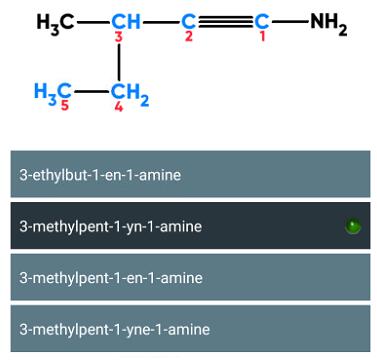 H₃C CH C C NH₂
3 2 1
H₃C CH₂
5 4
3-ethylbut-1-en-1-amine
3-methylpent-1-yn-1-amine
3-methylpent-1-en-1-amine
3-methylpent-1-yne-1-amine